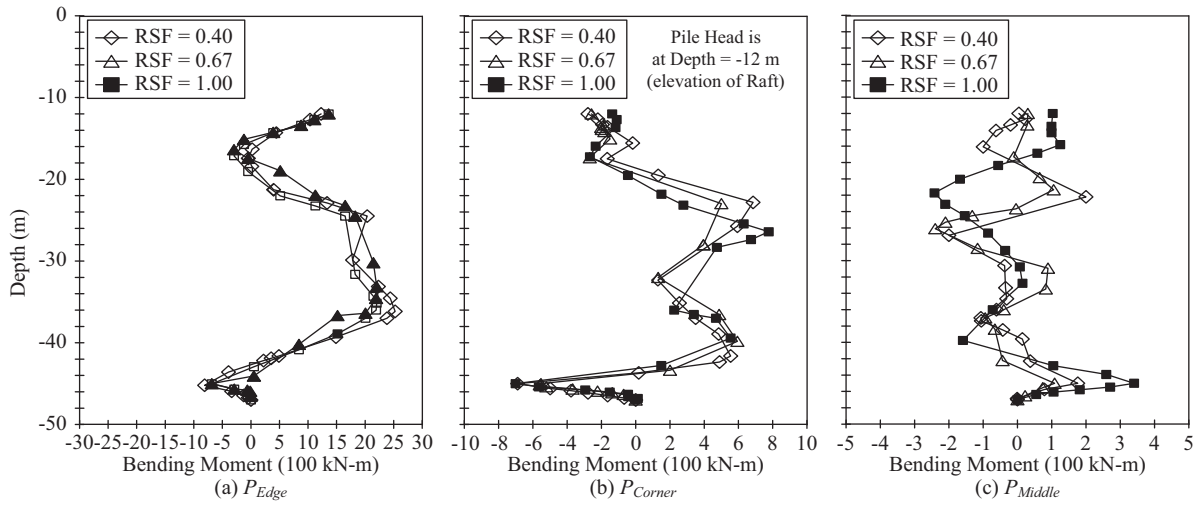 0
-10
-20
-30
-40
-50
Depth (m)
RSF = 0.40
RSF = 0.67
RSF = 1.00
-30 -25 -20 -15 -10 -5 0 5 10 15 20 25 30
Bending Moment (100 kN-m)
(a) P_Edge
RSF = 0.40
RSF = 0.67
RSF = 1.00
Pile Head is
at Depth = -12 m
(elevation of Raft)
-10 -8 -6 -4 -2 0 2 4 6 8 10
Bending Moment (100 kN-m)
(b) P_Corner
RSF = 0.40
RSF = 0.67
RSF = 1.00
-5 -4 -3 -2 -1 0 1 2 3 4 5
Bending Moment (100 kN-m)
(c) P_Middle